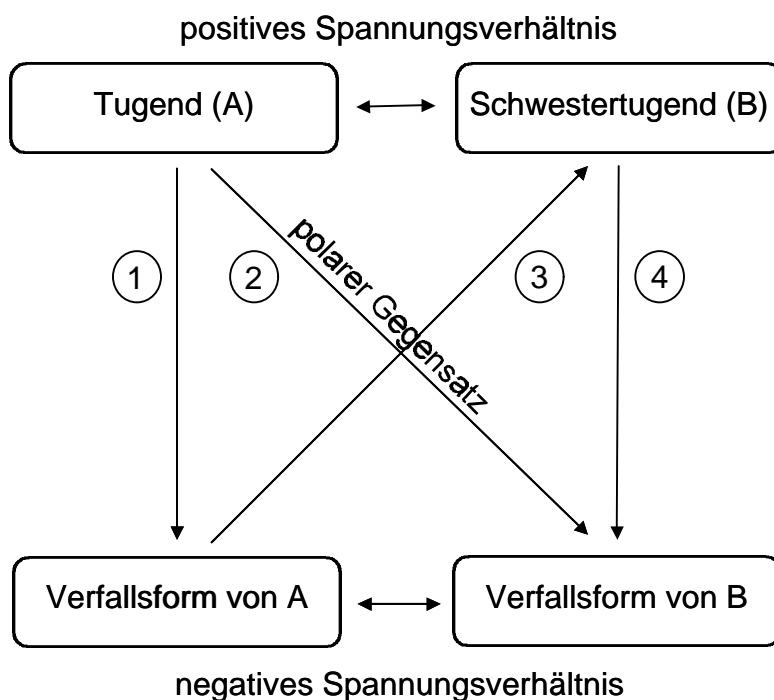 positives Spannungsverhältnis
Tugend (A)
Schwestertugend (B)
1
2
polarer Gegensatz
3
4
Verfallsform von A
Verfallsform von B
negatives Spannungsverhältnis